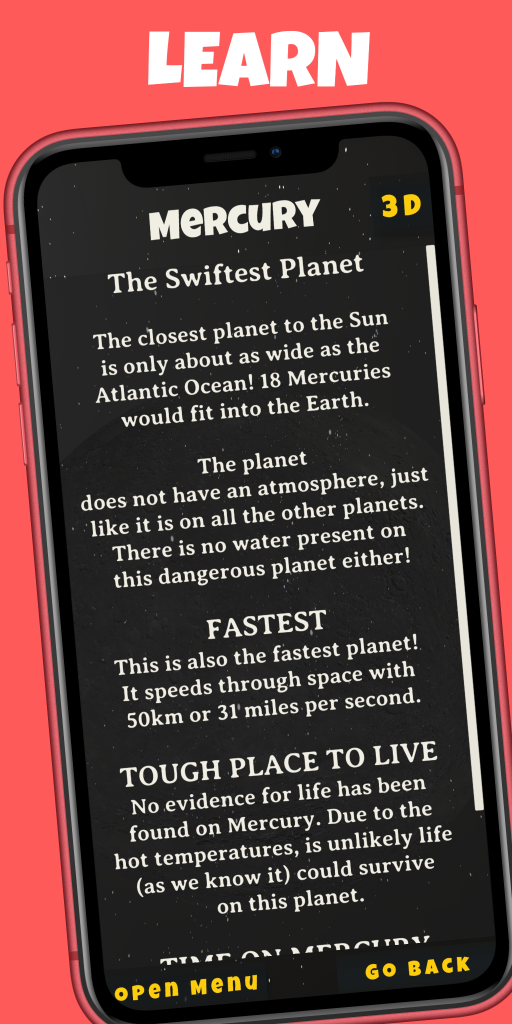 LEARN
MERCURY
3D
The Swiftest Planet
The closest planet to the Sun
is only about as wide as the
Atlantic Ocean! 18 Mercuries
would fit into the Earth.
The planet
does not have an atmosphere, just
like it is on all the other planets.
There is no water present on
this dangerous planet either!
FASTEST
This is also the fastest planet!
It speeds through space with
50km or 31 miles per second.
TOUGH PLACE TO LIVE
No evidence for life has been
found on Mercury. Due to the
hot temperatures, is unlikely life
(as we know it) could survive
on this planet.
TIME ON MERCURY
OPEN MENU
GO BACK